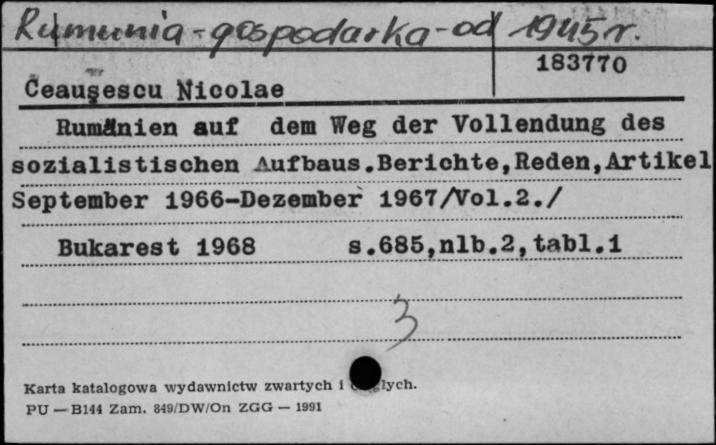 Rumunia - gospodarka - od 1945 r.
183770
Ceauşescu Nicolae
Rumänien auf dem Weg der Vollendung des
sozialistischen Aufbaus.Berichte,Reden,Artikel
September 1966-Dezember 1967/Vol.2./
Bukarest 1968 s.685,nlb.2,tabl.1
3
Karta katalogowa wydawnictw zwartych i
PU — B144 Zam. 849/DW/On ZGG — 1991